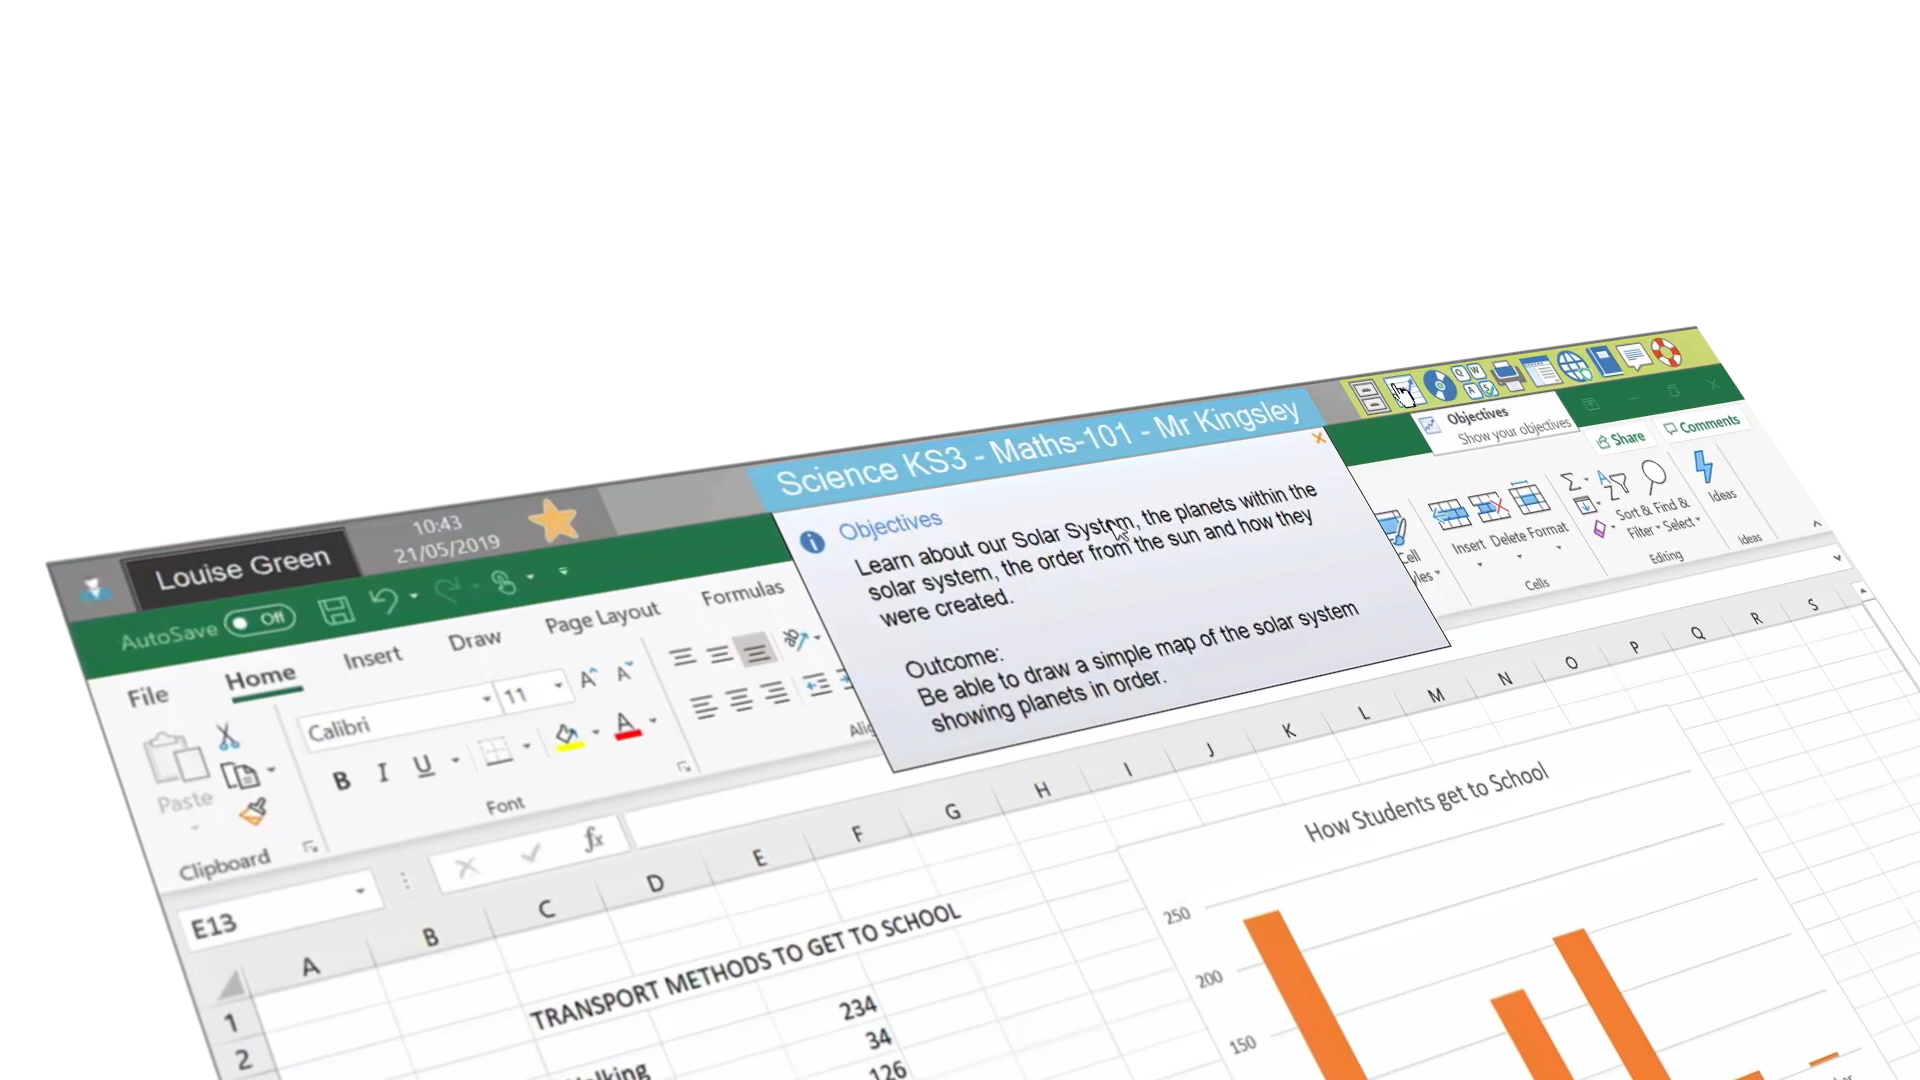 Louise Green
10:43
21/05/2019
Science KS3 - Maths-101 - Mr Kingsley
Q W
A S
Objectives
Show your objectives
Objectives
Learn about our Solar System, the planets within the
solar system, the order from the sun and how they
were created.
Outcome:
Be able to draw a simple map of the solar system
showing planets in order.
AutoSave Off
Share
Comments
File Home Insert Draw Page Layout Formulas
Paste
Clipboard
Calibri 11
B I U
Font
Insert Delete Format
Cells
Sort & Find &
Filter Select
Editing
Ideas
Ideas
E13 fx
A B C D E F G H I J K L M N O P Q R S
1
2
TRANSPORT METHODS TO GET TO SCHOOL
234
34
126
How Students get to School
250
200
150